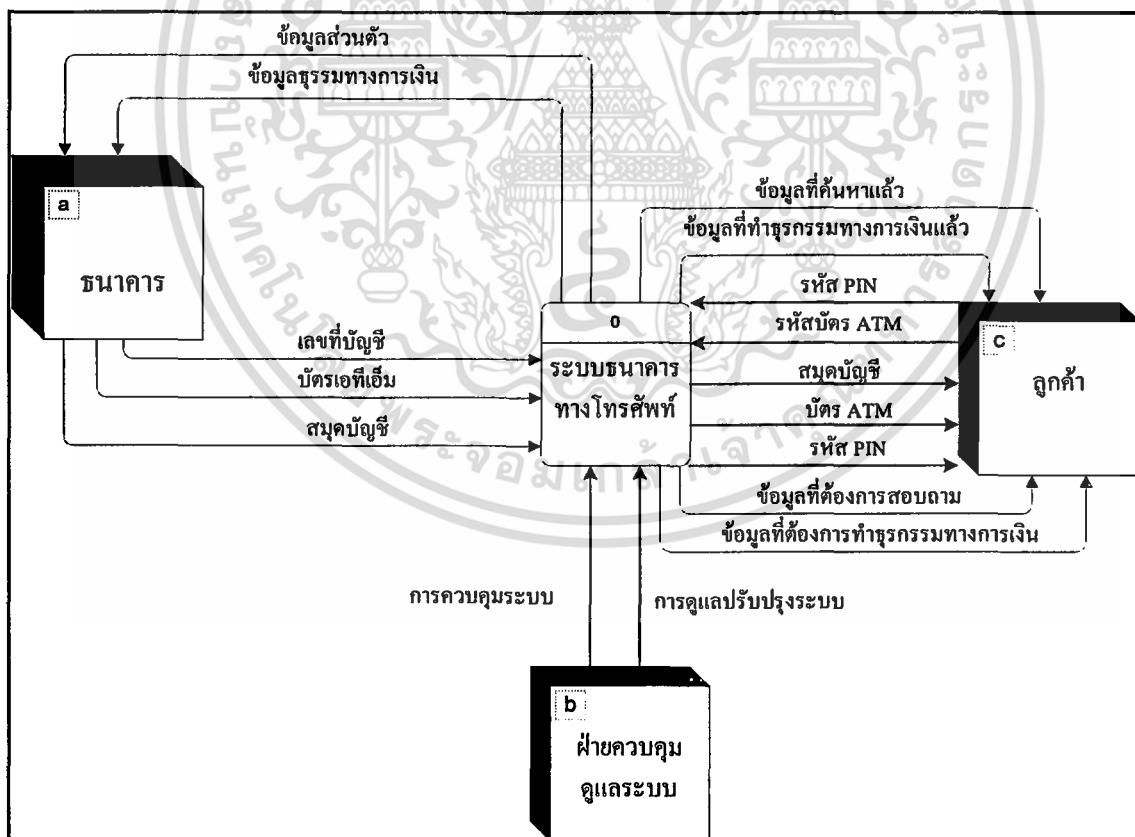 ข้อมูลส่วนตัว
ข้อมูลธุรรมทางการเงิน
a
ธนาคาร
ข้อมูลที่ค้นหาแล้ว
ข้อมูลที่ทำธุรกรรมทางการเงินแล้ว
รหัส PIN
รหัสบัตร ATM
สมุดบัญชี
บัตร ATM
รหัส PIN
c
ลูกค้า
0
ระบบธนาคาร
ทางโทรศัพท์
เลขที่บัญชี
บัตรเอทีเอ็ม
สมุดบัญชี
ข้อมูลที่ต้องการสอบถาม
ข้อมูลที่ต้องการทำธุรกรรมทางการเงิน
การควบคุมระบบ
การดูแลปรับปรุงระบบ
b
ฝ่ายควบคุม
ดูแลระบบ